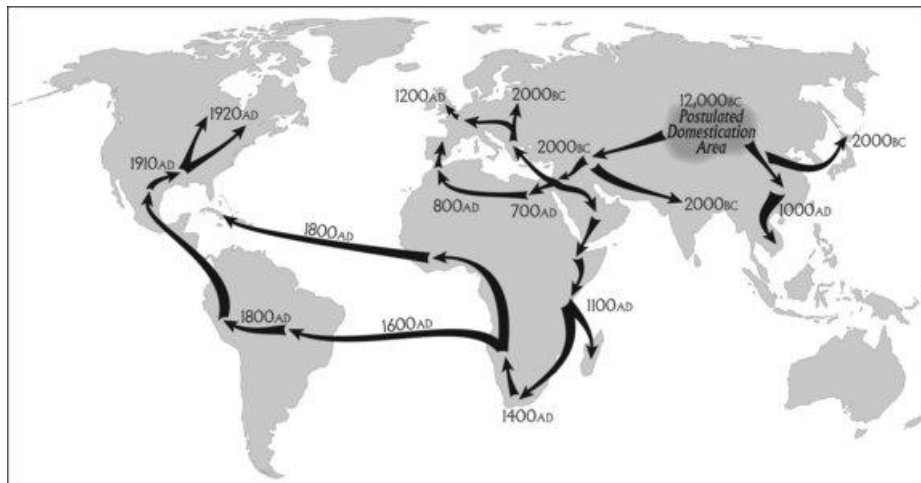 1200AD
2000BC
12,000BC
Postulated
Domestication
Area
1920AD
2000BC
2000BC
1910AD
800AD
700AD
2000BC
1000AD
1800AD
1100AD
1800AD
1600AD
1400AD